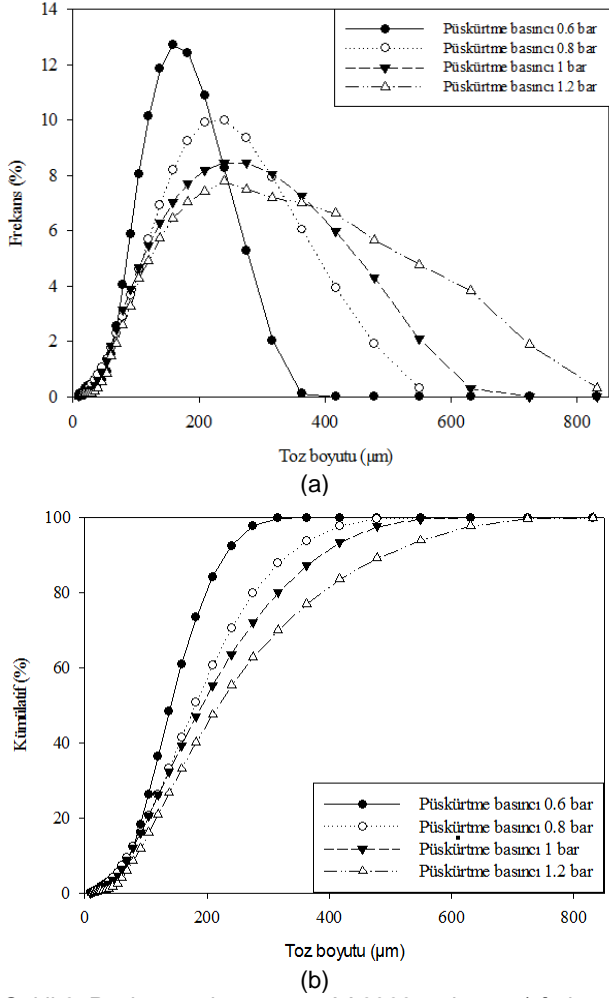 14
12
10
8
6
4
2
0
Frekans (%)
Püskürtme basıncı 0.6 bar
Püskürtme basıncı 0.8 bar
Püskürtme basıncı 1 bar
Püskürtme basıncı 1.2 bar
0 200 400 600 800
Toz boyutu (µm)
(a)
100
80
60
40
20
0
Kümülatif (%)
Püskürtme basıncı 0.6 bar
Püskürtme basıncı 0.8 bar
Püskürtme basıncı 1 bar
Püskürtme basıncı 1.2 bar
0 200 400 600 800
Toz boyutu (µm)
(b)